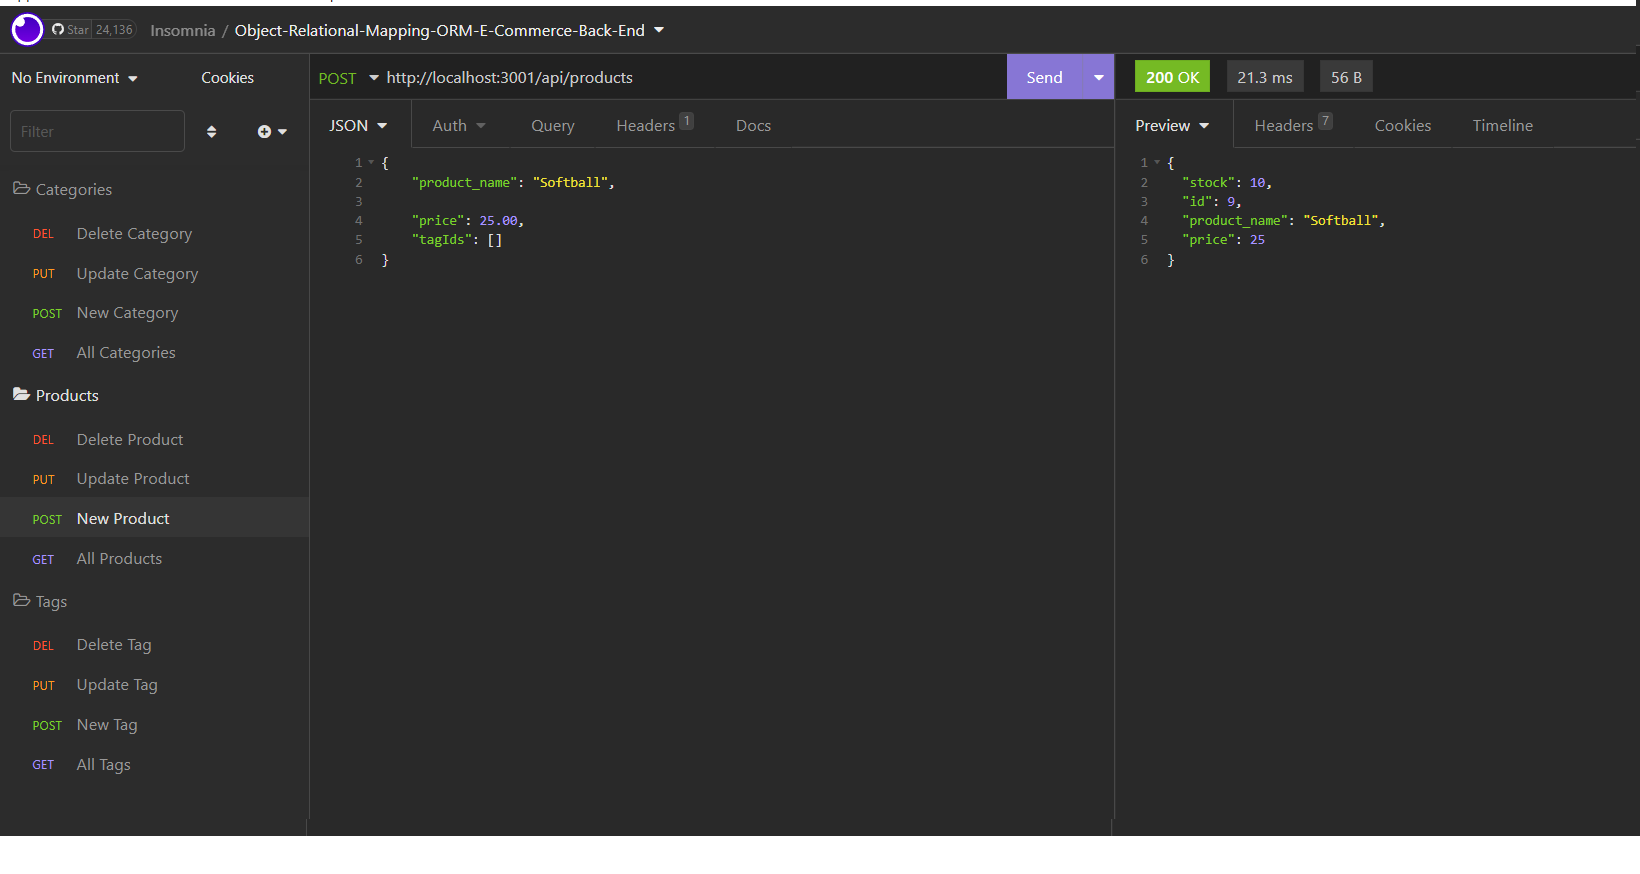 Star 24,136 Insomnia / Object-Relational-Mapping-ORM-E-Commerce-Back-End
No Environment Cookies
Filter
Categories
DEL Delete Category
PUT Update Category
POST New Category
GET All Categories
Products
DEL Delete Product
PUT Update Product
POST New Product
GET All Products
Tags
DEL Delete Tag
PUT Update Tag
POST New Tag
GET All Tags
POST http://localhost:3001/api/products Send
JSON Auth Query Headers 1 Docs
1 {
2 "product_name": "Softball",
3
4 "price": 25.00,
5 "tagIds": []
6 }
200 OK 21.3 ms 56 B
Preview Headers 7 Cookies Timeline
1 {
2 "stock": 10,
3 "id": 9,
4 "product_name": "Softball",
5 "price": 25
6 }